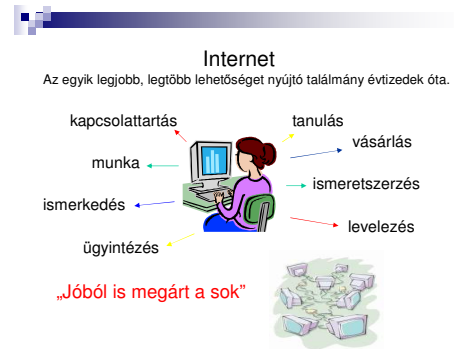 Internet
Az egyik legjobb, legtöbb lehetőséget nyújtó találmány évtizedek óta.
kapcsolattartás
tanulás
vásárlás
munka
ismeretszerzés
ismerkedés
levelezés
ügyintézés
„Jóból is megárt a sok”